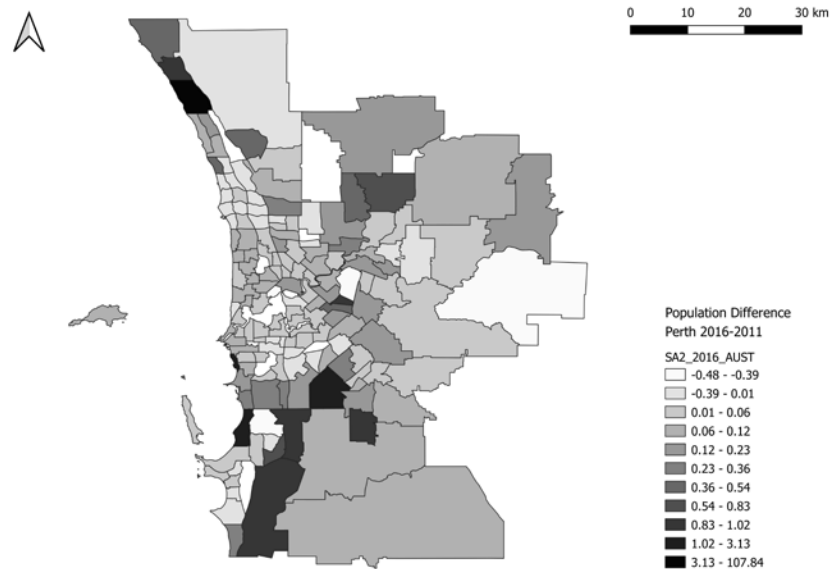 0 10 20 30 km
Population Difference
Perth 2016-2011
SA2_2016_AUST
-0.48 - -0.39
-0.39 - 0.01
0.01 - 0.06
0.06 - 0.12
0.12 - 0.23
0.23 - 0.36
0.36 - 0.54
0.54 - 0.83
0.83 - 1.02
1.02 - 3.13
3.13 - 107.84